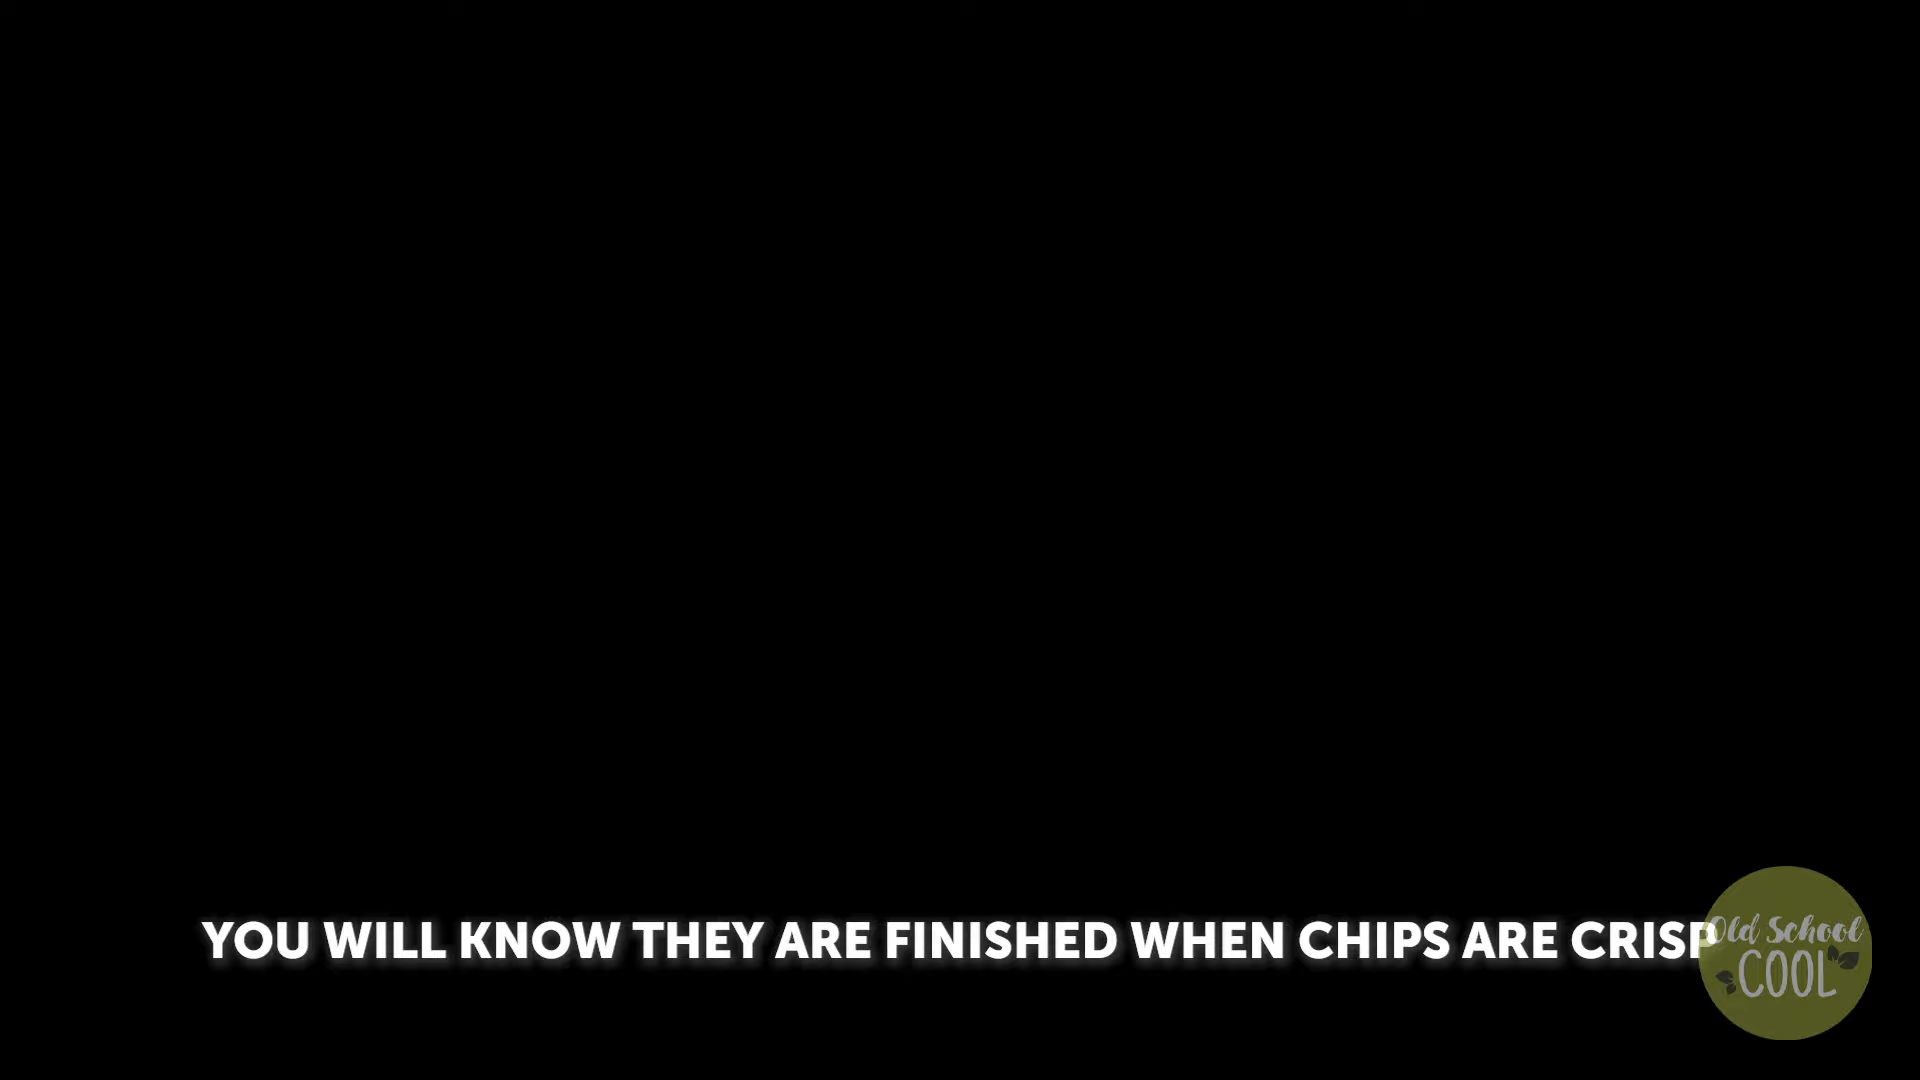 YOU WILL KNOW THEY ARE FINISHED WHEN CHIPS ARE CRISP
Old School
COOL